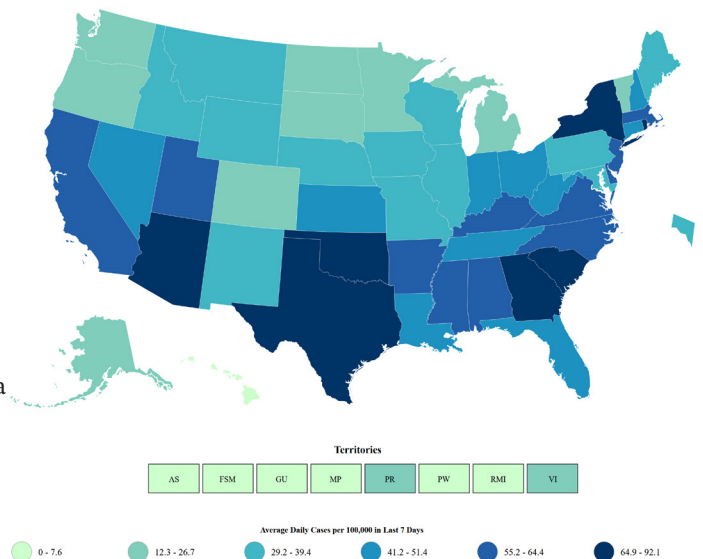 a
Territories
AS FSM GU MP PR PW RMI VI
Average Daily Cases per 100,000 in Last 7 Days
0 - 7.6 12.3 - 26.7 29.2 - 39.4 41.2 - 51.4 55.2 - 64.4 64.9 - 92.1